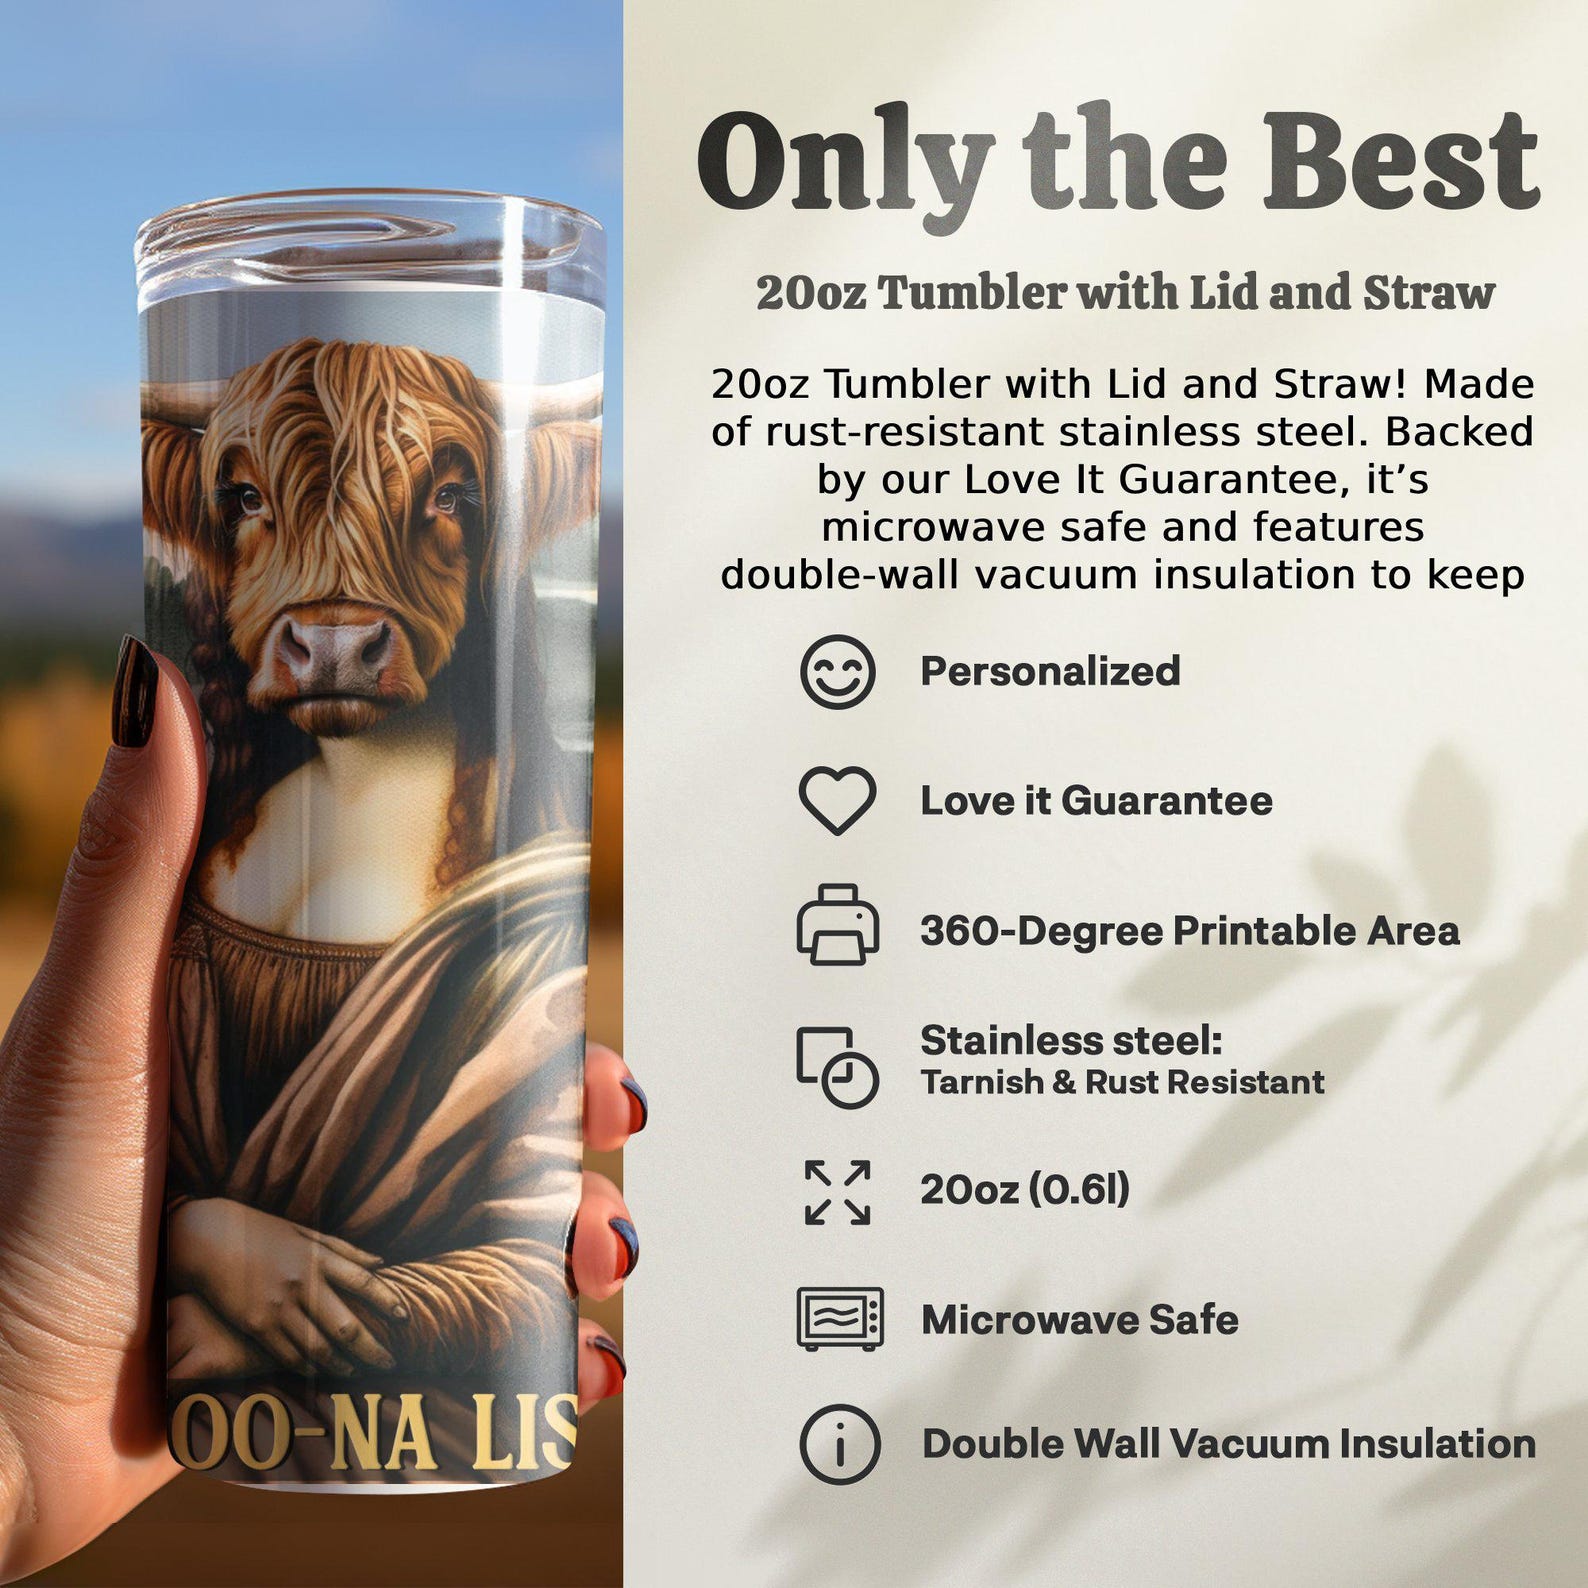 Only the Best
20oz Tumbler with Lid and Straw
20oz Tumbler with Lid and Straw! Made
of rust-resistant stainless steel. Backed
by our Love It Guarantee, it’s
microwave safe and features
double-wall vacuum insulation to keep
Personalized
Love it Guarantee
360-Degree Printable Area
Stainless steel:
Tarnish & Rust Resistant
20oz (0.6l)
Microwave Safe
Double Wall Vacuum Insulation
OO-NA LIS